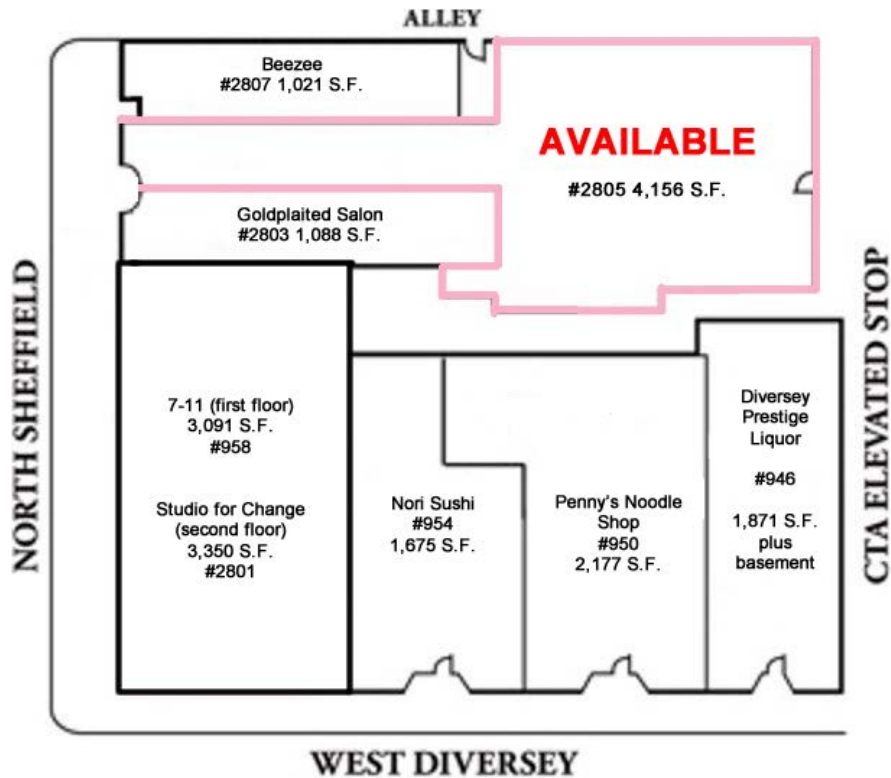 ALLEY
Beezee
#2807 1,021 S.F.
AVAILABLE
#2805 4,156 S.F.
Goldplaited Salon
#2803 1,088 S.F.
NORTH SHEFFIELD
CTA ELEVATED STOP
7-11 (first floor)
3,091 S.F.
#958
Studio for Change
(second floor)
3,350 S.F.
#2801
Nori Sushi
#954
1,675 S.F.
Penny's Noodle
Shop
#950
2,177 S.F.
Diversey
Prestige
Liquor
#946
1,871 S.F.
plus
basement
WEST DIVERSEY